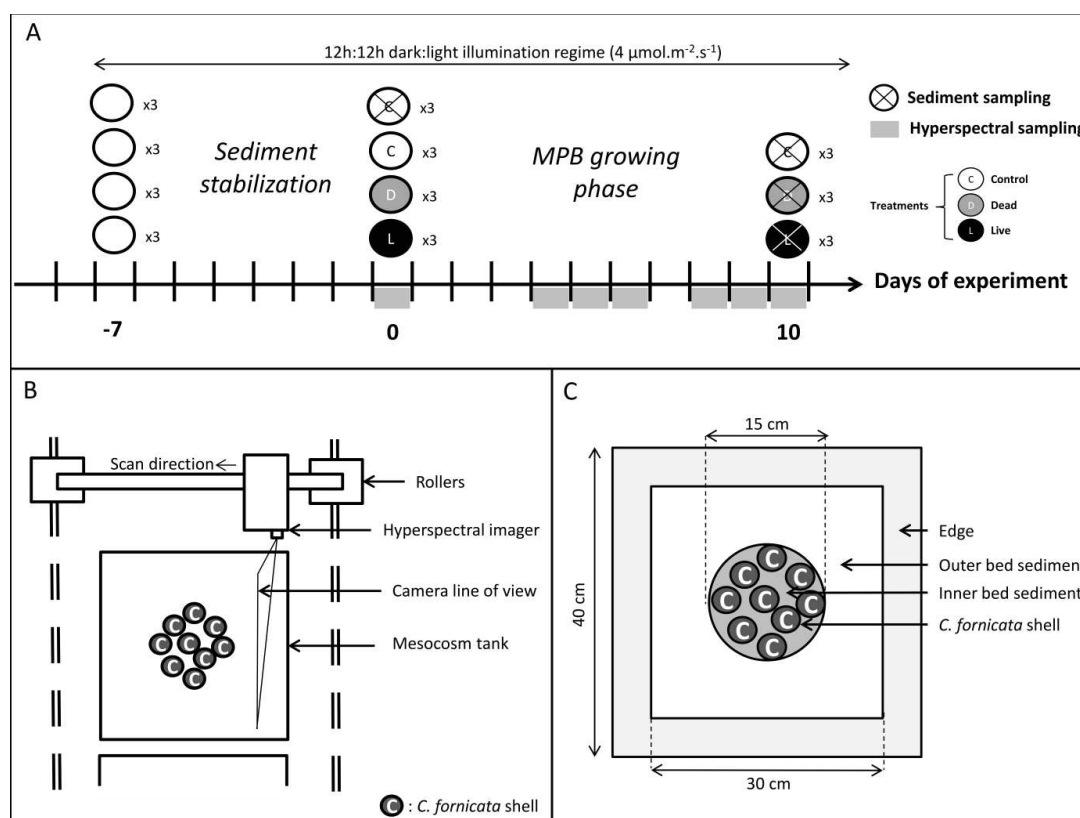 A
12h:12h dark:light illumination regime (4 µmol.m⁻².s⁻¹)
x3
x3
x3
x3
Sediment
stabilization
C x3
C x3
D x3
L x3
MPB growing
phase
C x3
D x3
L x3
Sediment sampling
Hyperspectral sampling
Treatments
C Control
D Dead
L Live
Days of experiment
-7
0
10
B
Scan direction
Rollers
Hyperspectral imager
Camera line of view
Mesocosm tank
C C C C C C C C C
C : C. fornicata shell
C
15 cm
Edge
Outer bed sediment
Inner bed sediment
C. fornicata shell
C C C C C C C C C
40 cm
30 cm